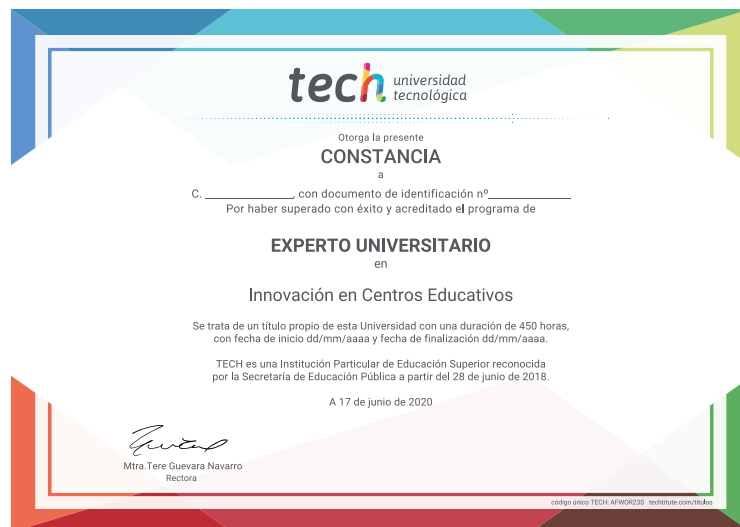 tech universidad
tecnológica
Otorga la presente
CONSTANCIA
a
C. ______________, con documento de identificación nº_____________
Por haber superado con éxito y acreditado el programa de
EXPERTO UNIVERSITARIO
en
Innovación en Centros Educativos
Se trata de un título propio de esta Universidad con una duración de 450 horas,
con fecha de inicio dd/mm/aaaa y fecha de finalización dd/mm/aaaa.
TECH es una Institución Particular de Educación Superior reconocida
por la Secretaría de Educación Pública a partir del 28 de junio de 2018.
A 17 de junio de 2020
Mtra.Tere Guevara Navarro
Rectora
código único TECH: AFWOR23S techtitute.com/titulos